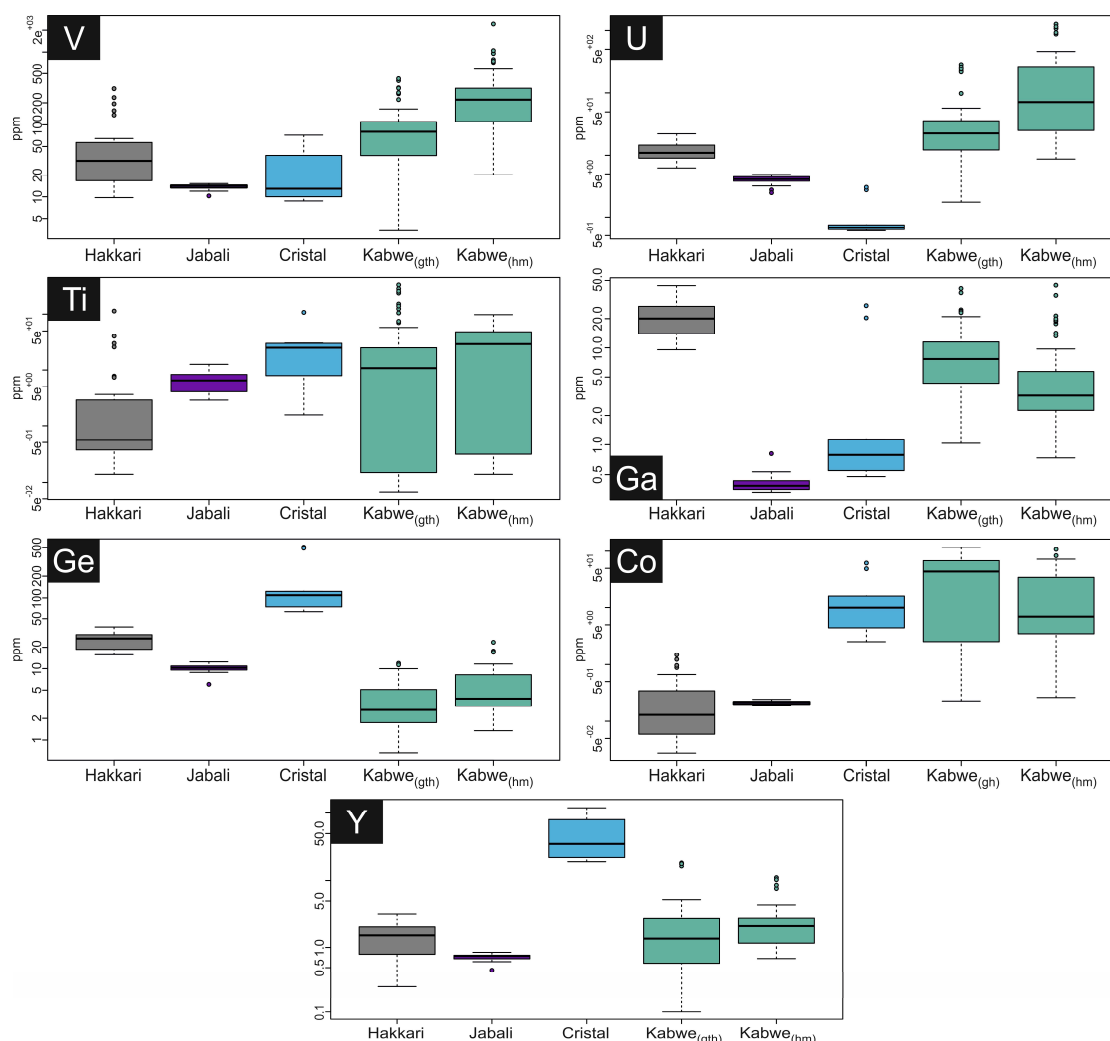 V
ppm
2e+03
500
100200
50
20
10
5
Hakkari Jabali Cristal Kabwe(gth) Kabwe(hm)
U
ppm
5e+02
5e+01
5e+00
5e-01
Hakkari Jabali Cristal Kabwe(gth) Kabwe(hm)
Ti
ppm
5e+01
5e+00
5e-01
5e-02
Hakkari Jabali Cristal Kabwe(gth) Kabwe(hm)
Ga
ppm
50.0
20.0
10.0
5.0
2.0
1.0
0.5
Hakkari Jabali Cristal Kabwe(gth) Kabwe(hm)
Ge
ppm
500
100200
50
20
10
5
2
1
Hakkari Jabali Cristal Kabwe(gth) Kabwe(hm)
Co
ppm
5e+01
5e+00
5e-01
5e-02
Hakkari Jabali Cristal Kabwe(gh) Kabwe(hm)
Y
ppm
50.0
5.0
1.0
0.5
0.1
Hakkari Jabali Cristal Kabwe(gth) Kabwe(hm)